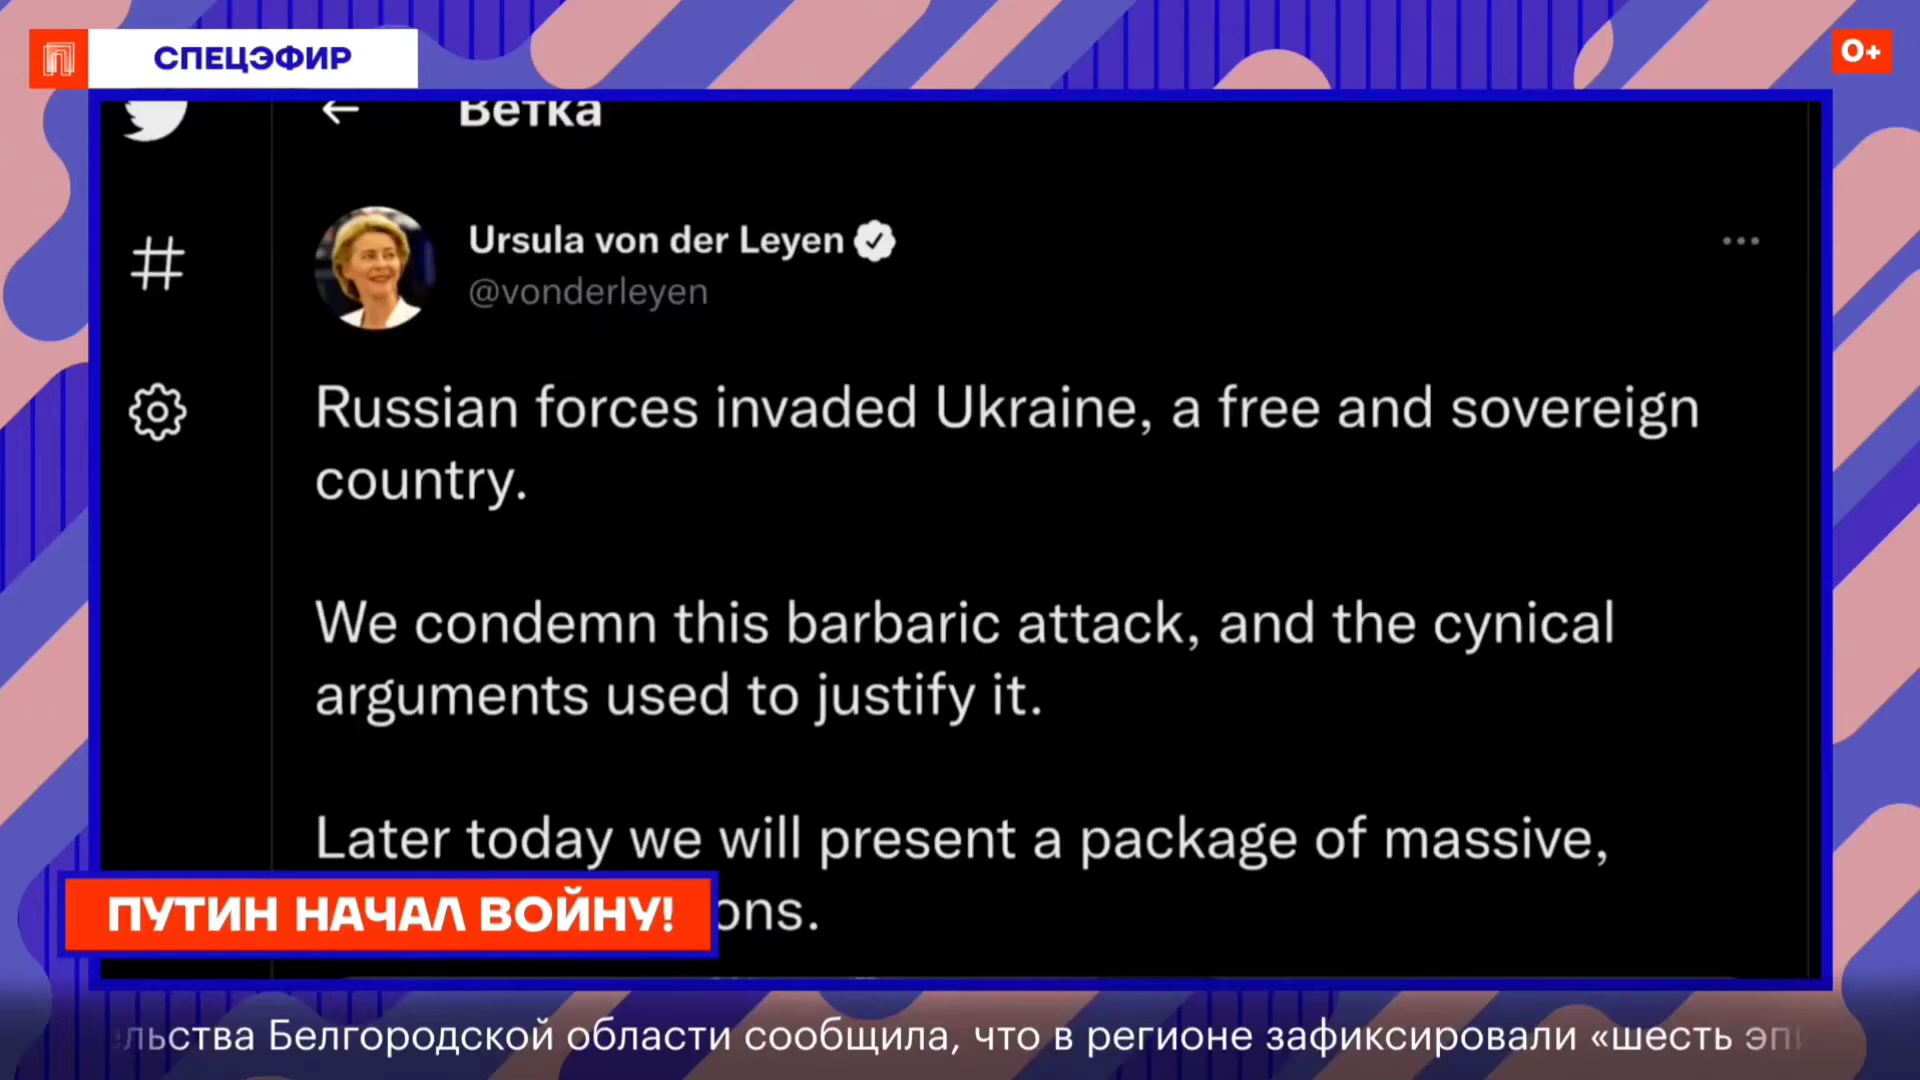 СПЕЦЭФИР
0+
Ветка
Ursula von der Leyen
@vonderleyen
Russian forces invaded Ukraine, a free and sovereign
country.
We condemn this barbaric attack, and the cynical
arguments used to justify it.
Later today we will present a package of massive,
ons.
ПУТИН НАЧАЛ ВОЙНУ!
льства Белгородской области сообщила, что в регионе зафиксировали «шесть эпи